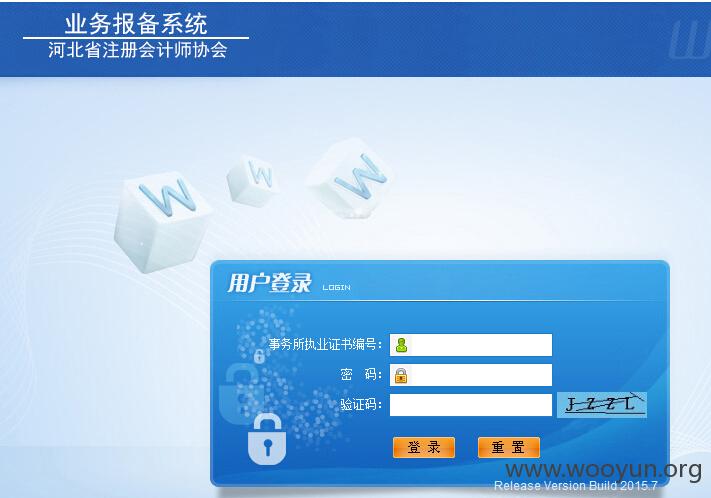 业务报备系统
河北省注册会计师协会
W
W
W
W
用户登录 LOGIN
事务所执业证书编号：
密 码：
验证码： JZZL
登 录 重 置
www.wooyun.org
Release Version Build 2015.7